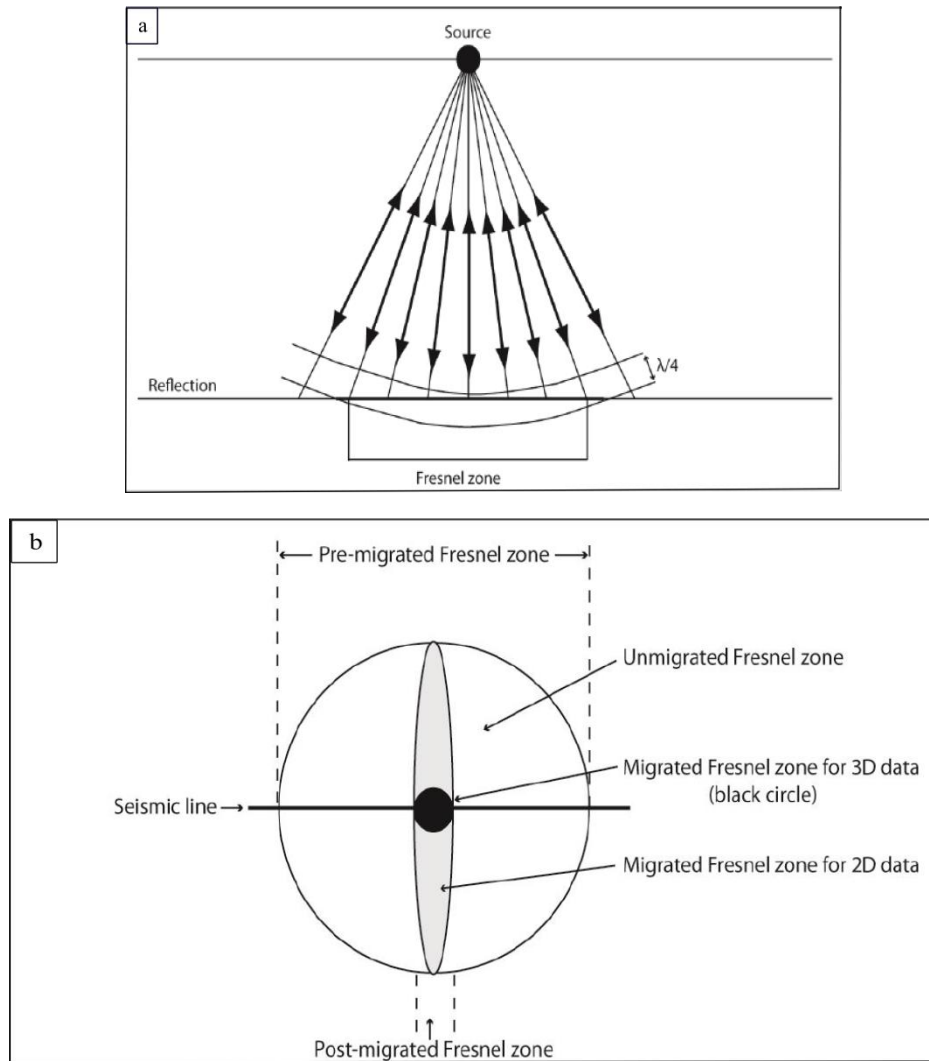 a
Source
λ/4
Reflection
Fresnel zone
b
Pre-migrated Fresnel zone
Unmigrated Fresnel zone
Migrated Fresnel zone for 3D data
(black circle)
Seismic line
Migrated Fresnel zone for 2D data
Post-migrated Fresnel zone